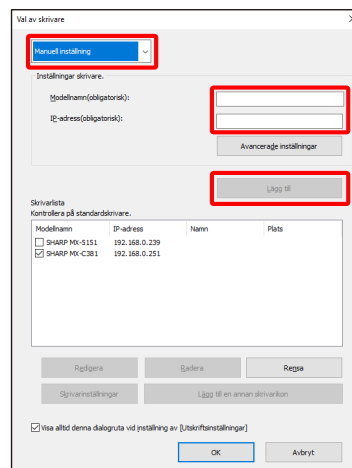 Val av skrivare
Manuell inställning
Inställningar skrivare.
Modellnamn(obligatorisk):
IP-adress(obligatorisk):
Avancerade inställningar
Lägg till
Skrivarlista
Kontrollera på standardskrivare.
Modellnamn IP-adress Namn Plats
SHARP MX-5151 192.168.0.239
SHARP MX-C381 192.168.0.251
Redigera Radera Rensa
Skrivarinställningar Lägg till en annan skrivarikon
Visa alltid denna dialogruta vid inställning av [Utskriftsinställningar]
OK Avbryt